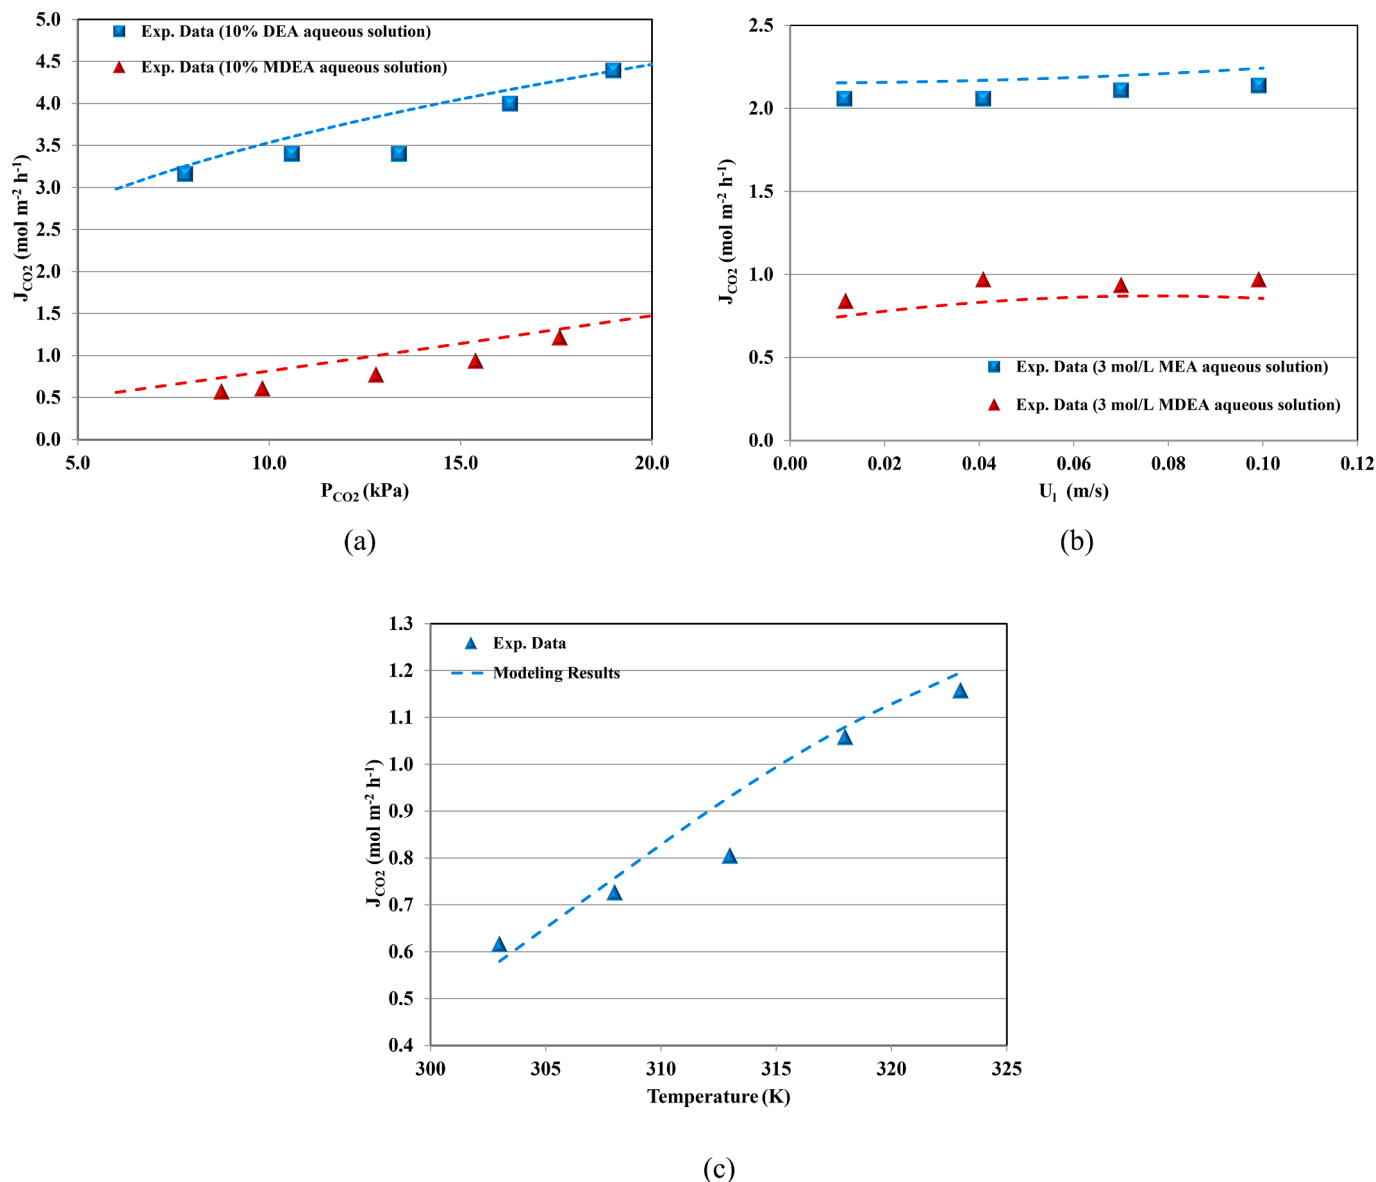 Exp. Data (10% DEA aqueous solution)
Exp. Data (10% MDEA aqueous solution)
5.0
4.5
4.0
3.5
3.0
2.5
2.0
1.5
1.0
0.5
0.0
J_CO2 (mol m-2 h-1)
5.0 10.0 15.0 20.0
P_CO2 (kPa)
(a)
2.5
2.0
1.5
1.0
0.5
0.0
J_CO2 (mol m-2 h-1)
Exp. Data (3 mol/L MEA aqueous solution)
Exp. Data (3 mol/L MDEA aqueous solution)
0.00 0.02 0.04 0.06 0.08 0.10 0.12
U_l (m/s)
(b)
1.3
1.2
1.1
1.0
0.9
0.8
0.7
0.6
0.5
0.4
J_CO2 (mol m-2 h-1)
Exp. Data
Modeling Results
300 305 310 315 320 325
Temperature (K)
(c)